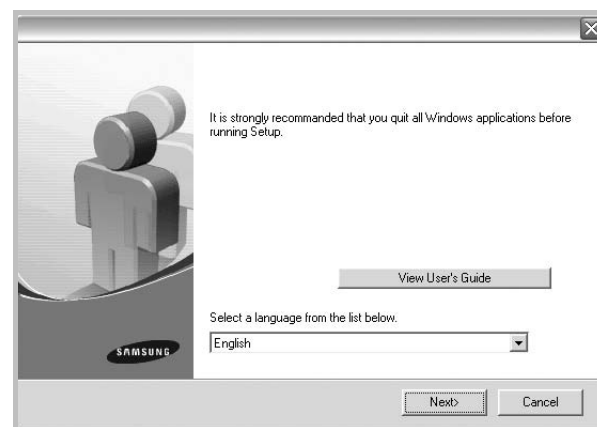 It is strongly recommanded that you quit all Windows applications before
running Setup.
View User's Guide
Select a language from the list below.
English
SAMSUNG
Next>
Cancel